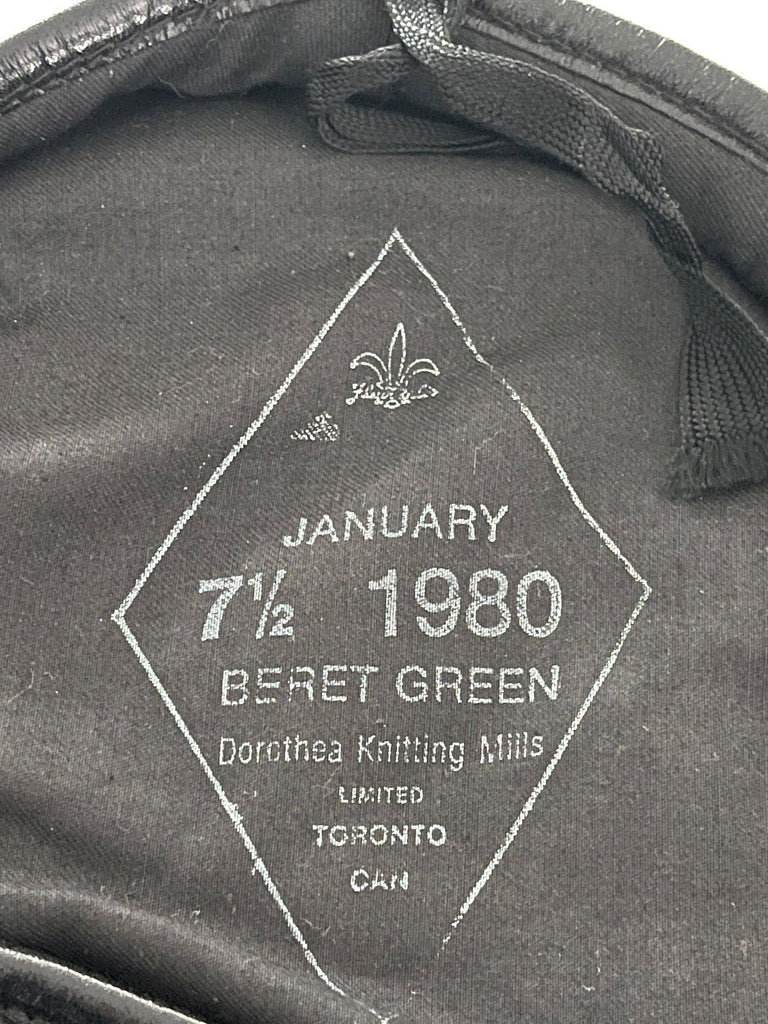 JANUARY
7½ 1980
BERET GREEN
Dorothea Knitting Mills
LIMITED
TORONTO
CAN